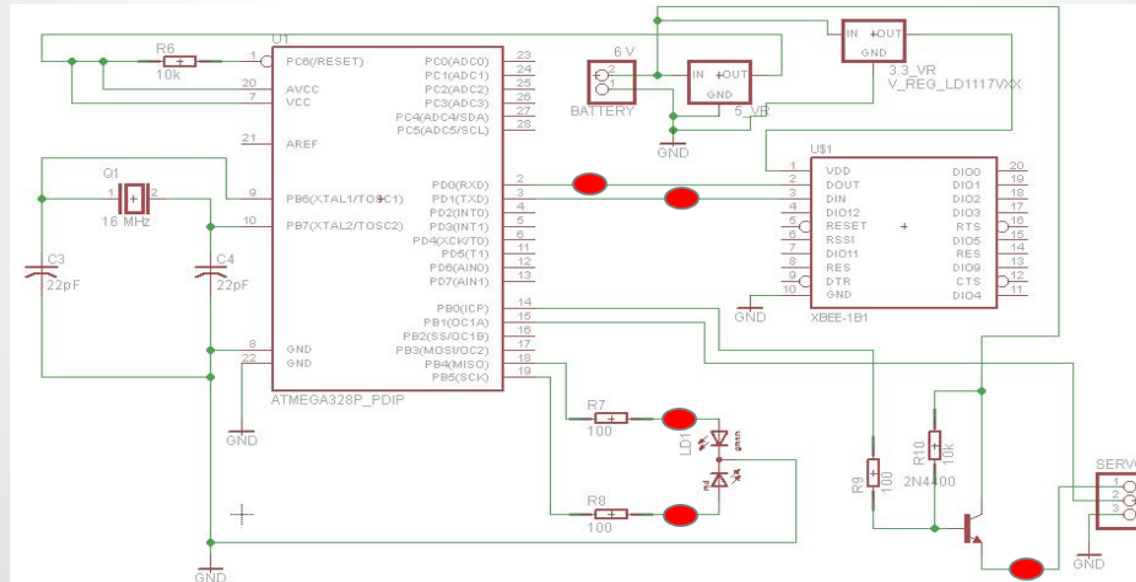 U1
R6
10k
1
PC6(/RESET)
20
AVCC
7
VCC
21
AREF
9
PB6(XTAL1/TOSC1)
10
PB7(XTAL2/TOSC2)
8
GND
22
GND
PC0(ADC0)
23
PC1(ADC1)
24
PC2(ADC2)
25
PC3(ADC3)
26
PC4(ADC4/SDA)
27
PC5(ADC5/SCL)
28
PD0(RXD)
2
PD1(TXD)
3
PD2(INT0)
4
PD3(INT1)
5
PD4(XCK/T0)
6
PD5(T1)
11
PD6(AIN0)
12
PD7(AIN1)
13
PB0(ICP)
14
PB1(OC1A)
15
PB2(SS/OC1B)
16
PB3(MOSI/OC2)
17
PB4(MISO)
18
PB5(SCK)
19
ATMEGA328P_PDIP
Q1
1
2
16 MHz
C3
22pF
C4
22pF
GND
GND
6 V
2
1
BATTERY
IN
+OUT
GND
5_VR
GND
IN
+OUT
GND
3.3_VR
V_REG_LD1117VXX
U$1
1
VDD
2
DOUT
3
DIN
4
DIO12
5
RESET
6
RSSI
7
DIO11
8
RES
9
DTR
10
GND
DIO0
20
DIO1
19
DIO2
18
DIO3
17
RTS
16
DIO5
15
RES
14
DIO9
13
CTS
12
DIO4
11
XBEE-1B1
GND
R7
100
LD1
green
R8
100
R9
100
R10
10k
2N4400
SERVO
1
2
3
GND